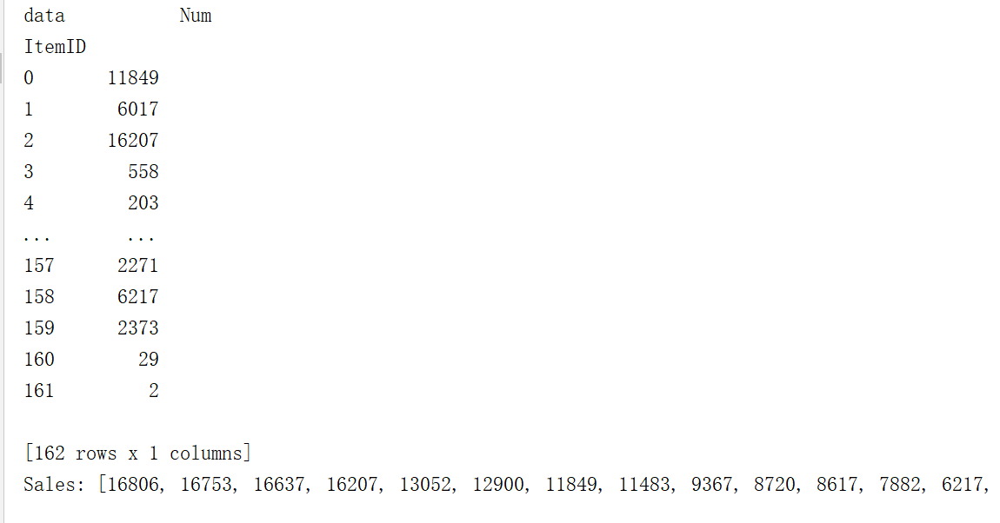 data Num
ItemID
0 11849
1 6017
2 16207
3 558
4 203
... ...
157 2271
158 6217
159 2373
160 29
161 2
[162 rows x 1 columns]
Sales: [16806, 16753, 16637, 16207, 13052, 12900, 11849, 11483, 9367, 8720, 8617, 7882, 6217,